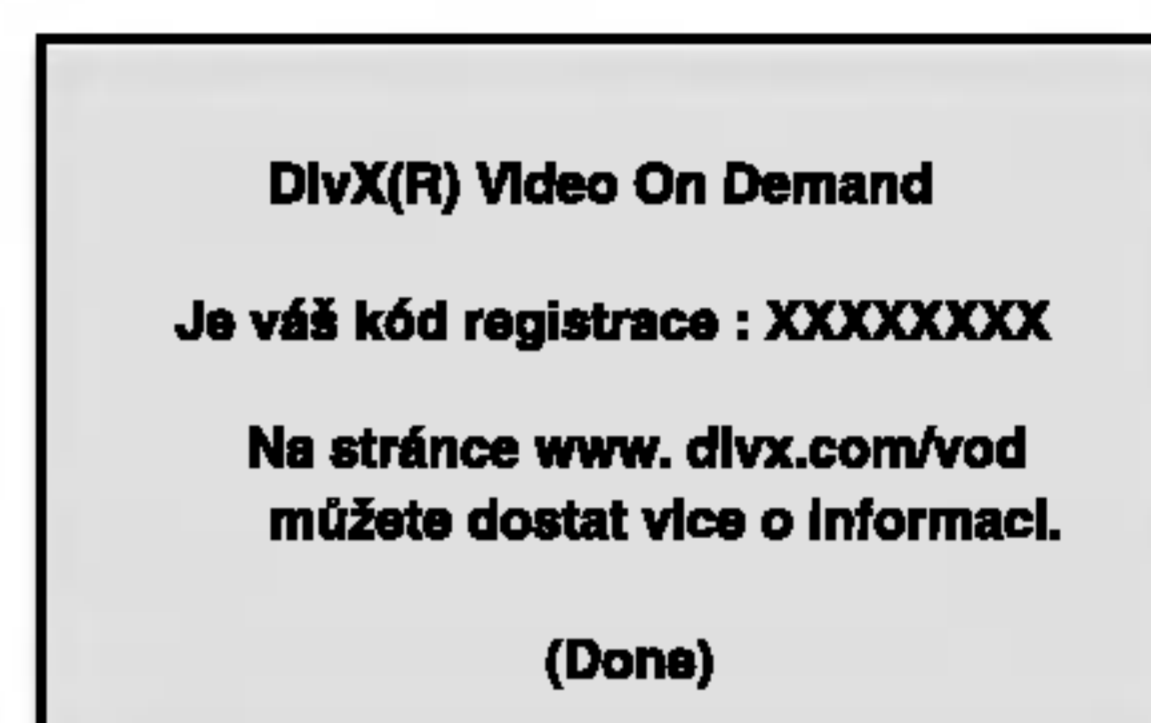 DivX(R) Video On Demand
Je váš kód registrace : XXXXXXXX
Na stránce www. divx.com/vod
můžete dostat vice o informaci.
(Done)